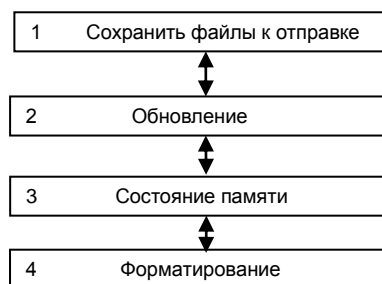 1 Сохранить файлы к отправке
2 Обновление
3 Состояние памяти
4 Форматирование